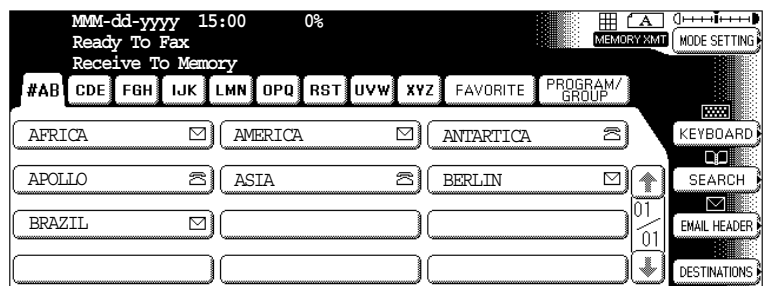 MMM-dd-yyyy 15:00 0% A
Ready To Fax MEMORY XMT MODE SETTING
Receive To Memory
#AB CDE FGH IJK LMN OPQ RST UVW XYZ FAVORITE PROGRAM/
GROUP
AFRICA AMERICA ANTARTICA KEYBOARD
APOLLO ASIA BERLIN SEARCH
BRAZIL 01 EMAIL HEADER
01
DESTINATIONS